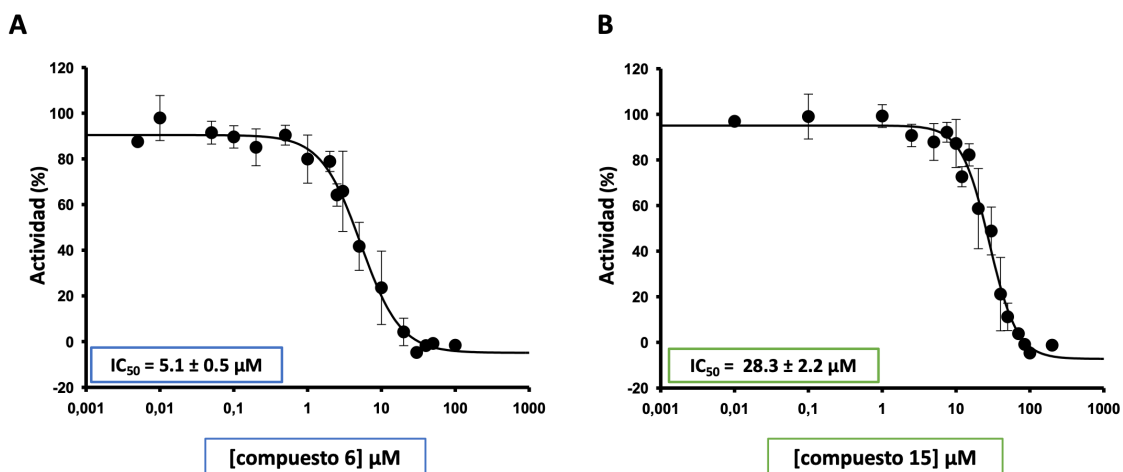 A
120
100
80
60
40
20
0
-20
Actividad (%)
IC50 = 5.1 ± 0.5 µM
0,001 0,01 0,1 1 10 100 1000
[compuesto 6] µM
B
120
100
80
60
40
20
0
-20
Actividad (%)
IC50 = 28.3 ± 2.2 µM
0,001 0,01 0,1 1 10 100 1000
[compuesto 15] µM